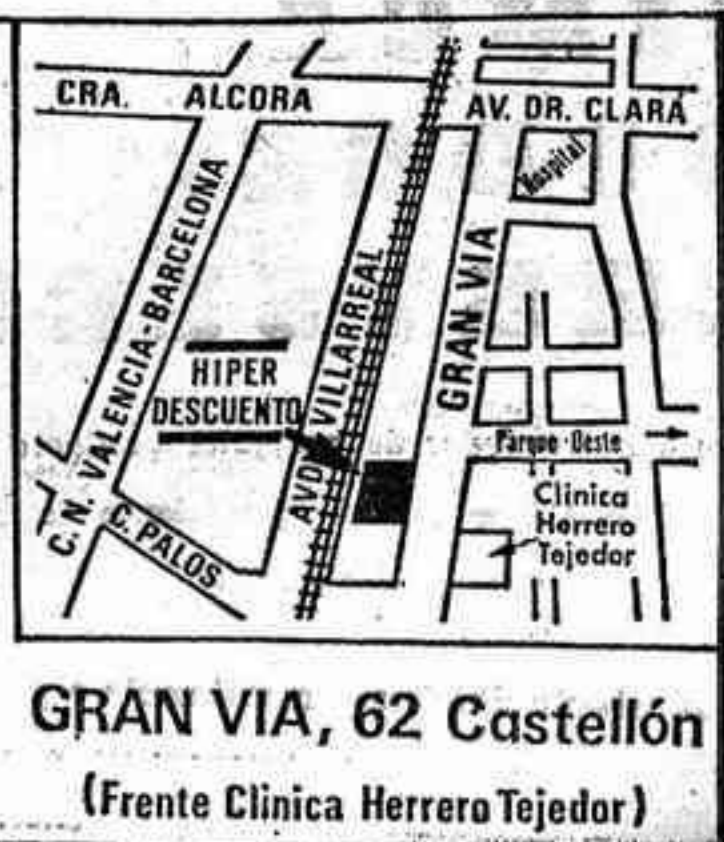 CRA. ALCORA
AV. DR. CLARÁ
Hospital
C. N. VALENCIA-BARCELONA
AVDA. VILLARREAL
GRAN VIA
HIPER
DESCUENTO
Parque Oeste
Clinica
Herrero
Tejedor
C. PALOS
GRAN VIA, 62 Castellón
(Frente Clinica Herrero Tejedor)